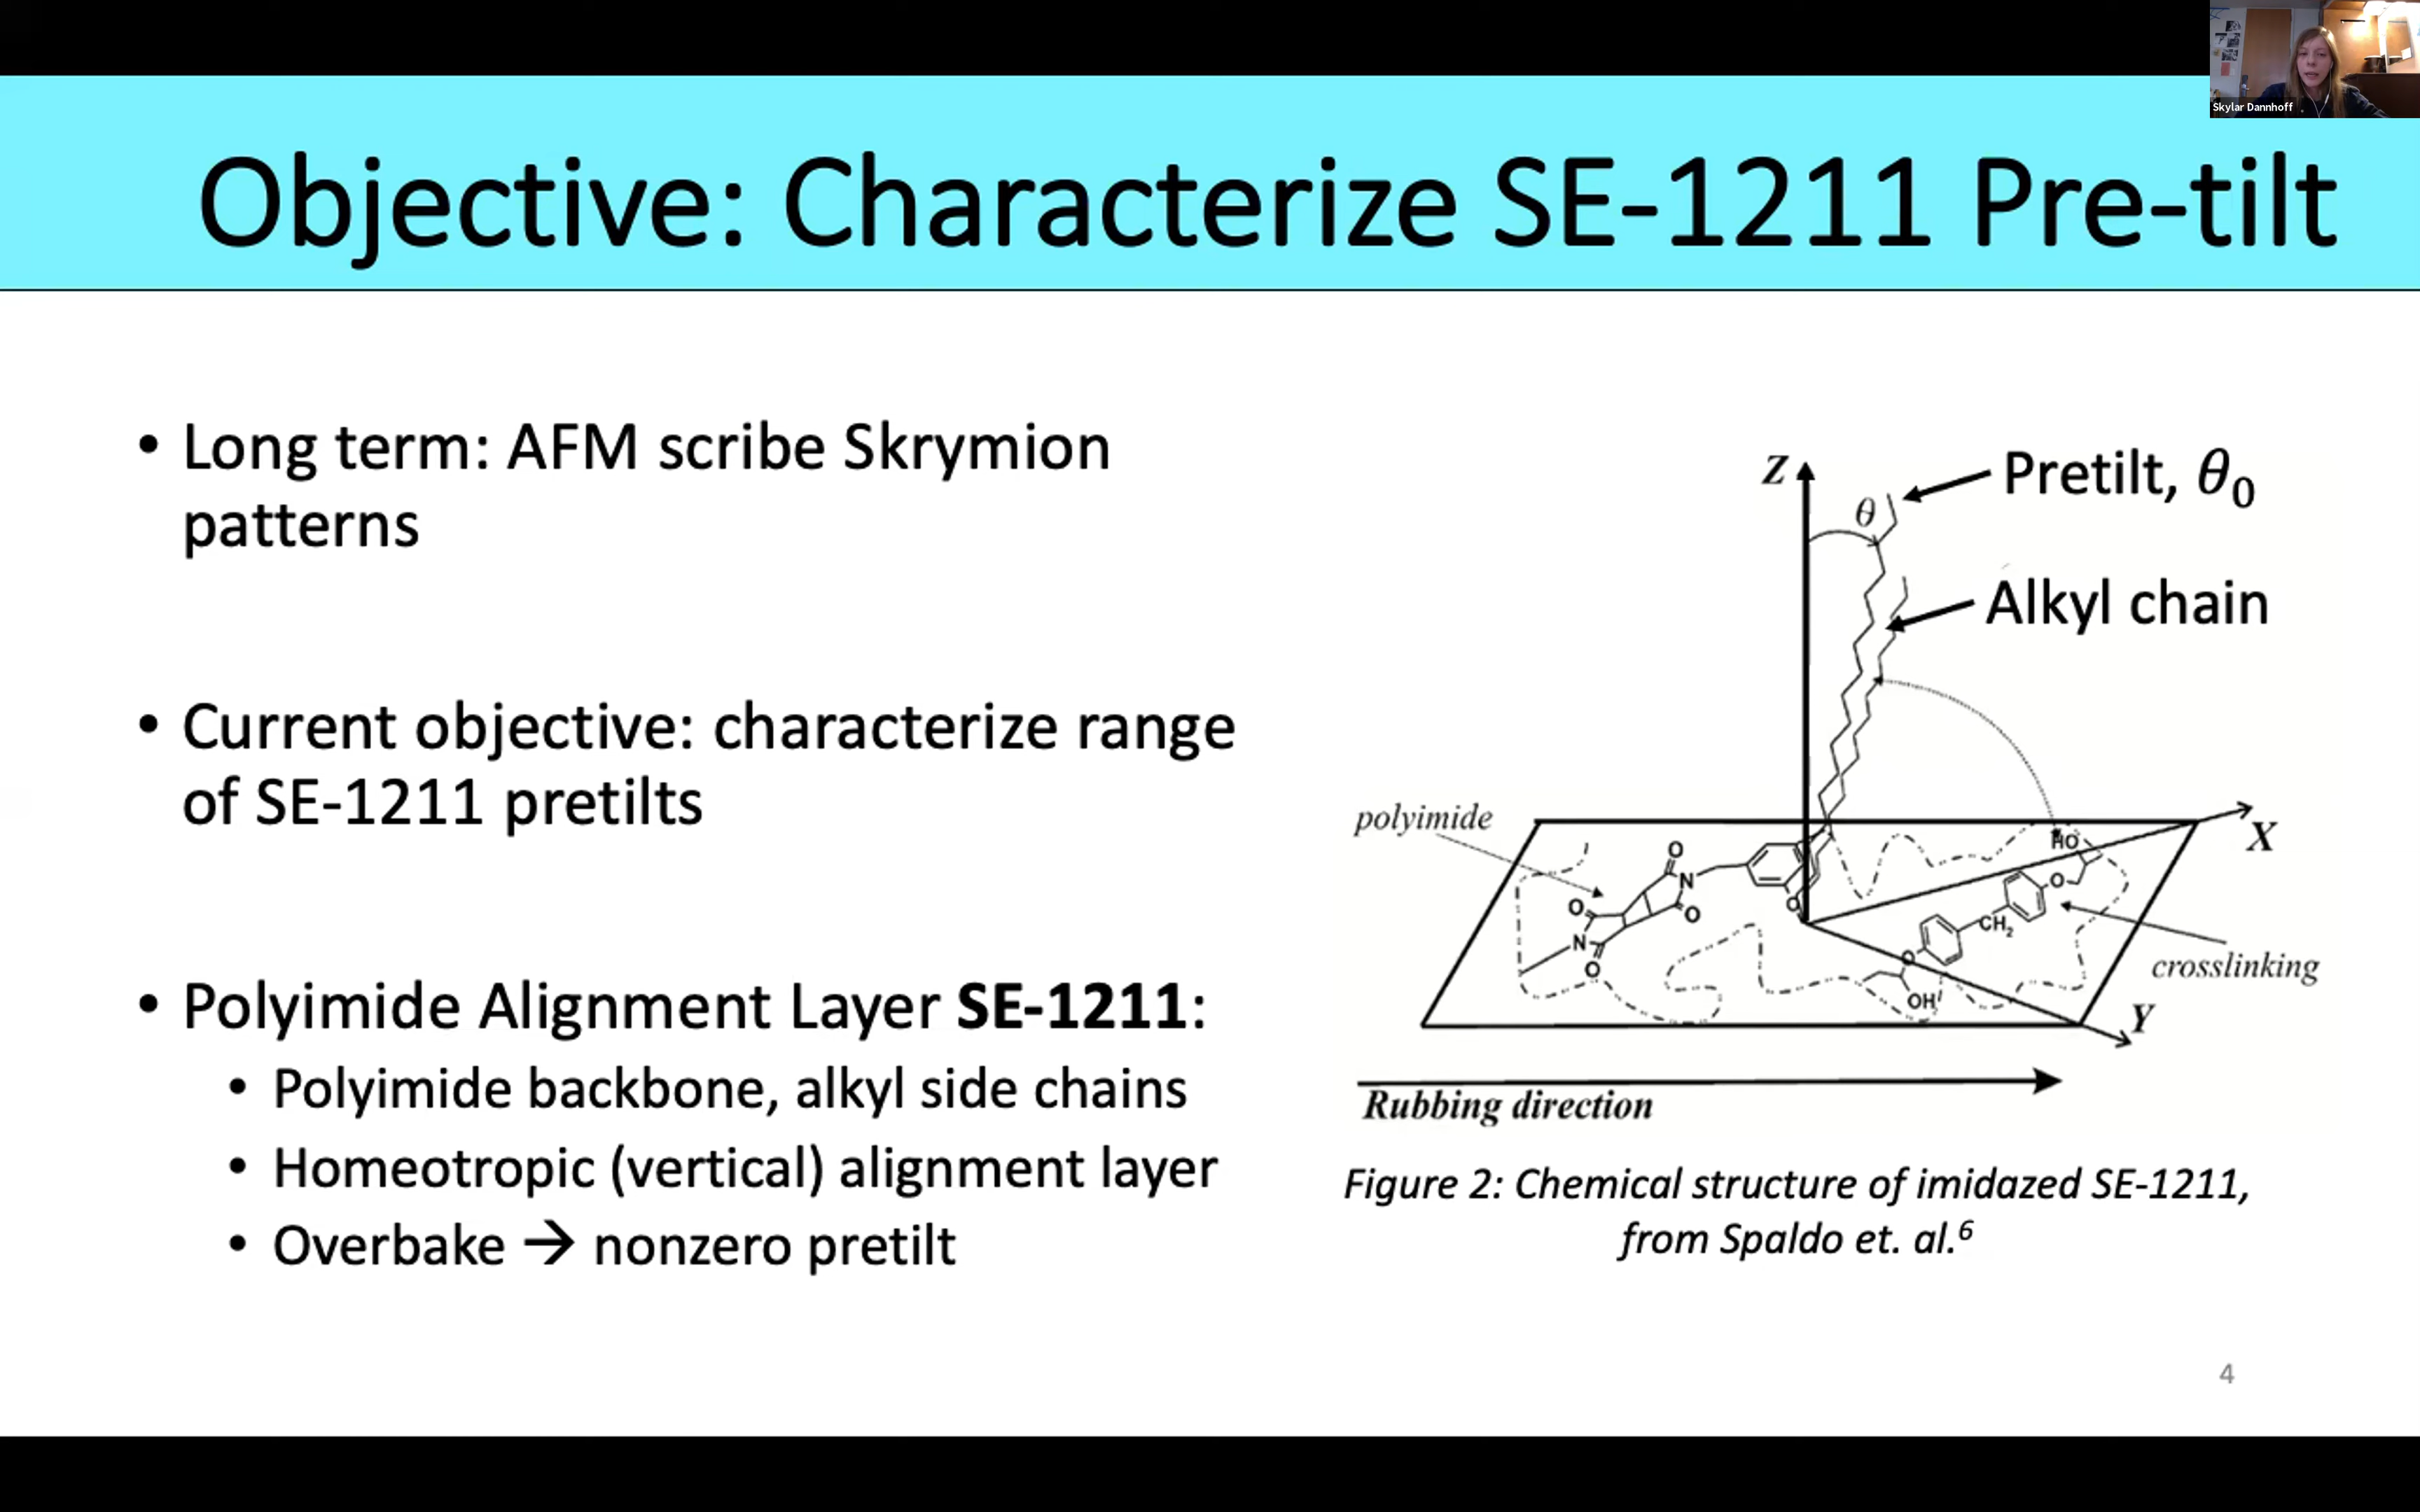 Skylar Dannhoff
Objective: Characterize SE-1211 Pre-tilt
• Long term: AFM scribe Skrymion
patterns
• Current objective: characterize range
of SE-1211 pretilts
• Polyimide Alignment Layer SE-1211:
• Polyimide backbone, alkyl side chains
• Homeotropic (vertical) alignment layer
• Overbake → nonzero pretilt
Z
θ
Pretilt, θ₀
Alkyl chain
polyimide
X
HO
O
O
N
O
O
O
O
N
CH₂
O
O
crosslinking
OH
Y
Rubbing direction
Figure 2: Chemical structure of imidazed SE-1211,
from Spaldo et. al.⁶
4